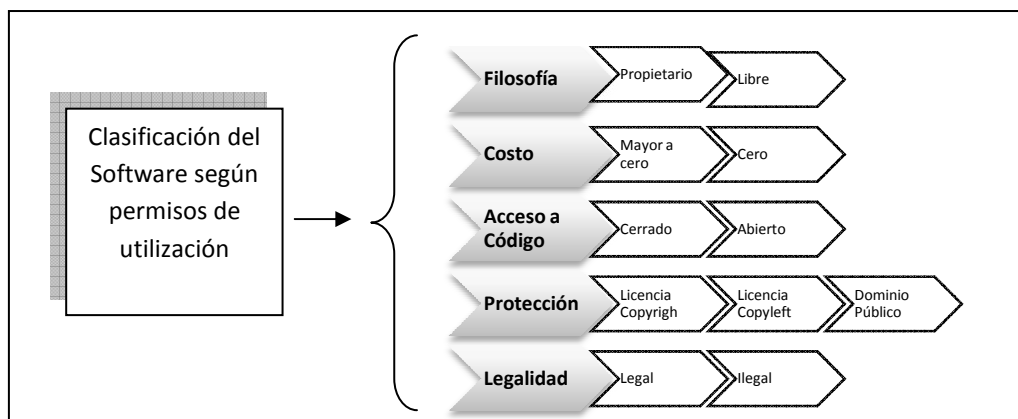 Clasificación del
Software según
permisos de
utilización
Filosofía
Propietario
Libre
Costo
Mayor a
cero
Cero
Acceso a
Código
Cerrado
Abierto
Protección
Licencia
Copyrigh
Licencia
Copyleft
Dominio
Público
Legalidad
Legal
Ilegal